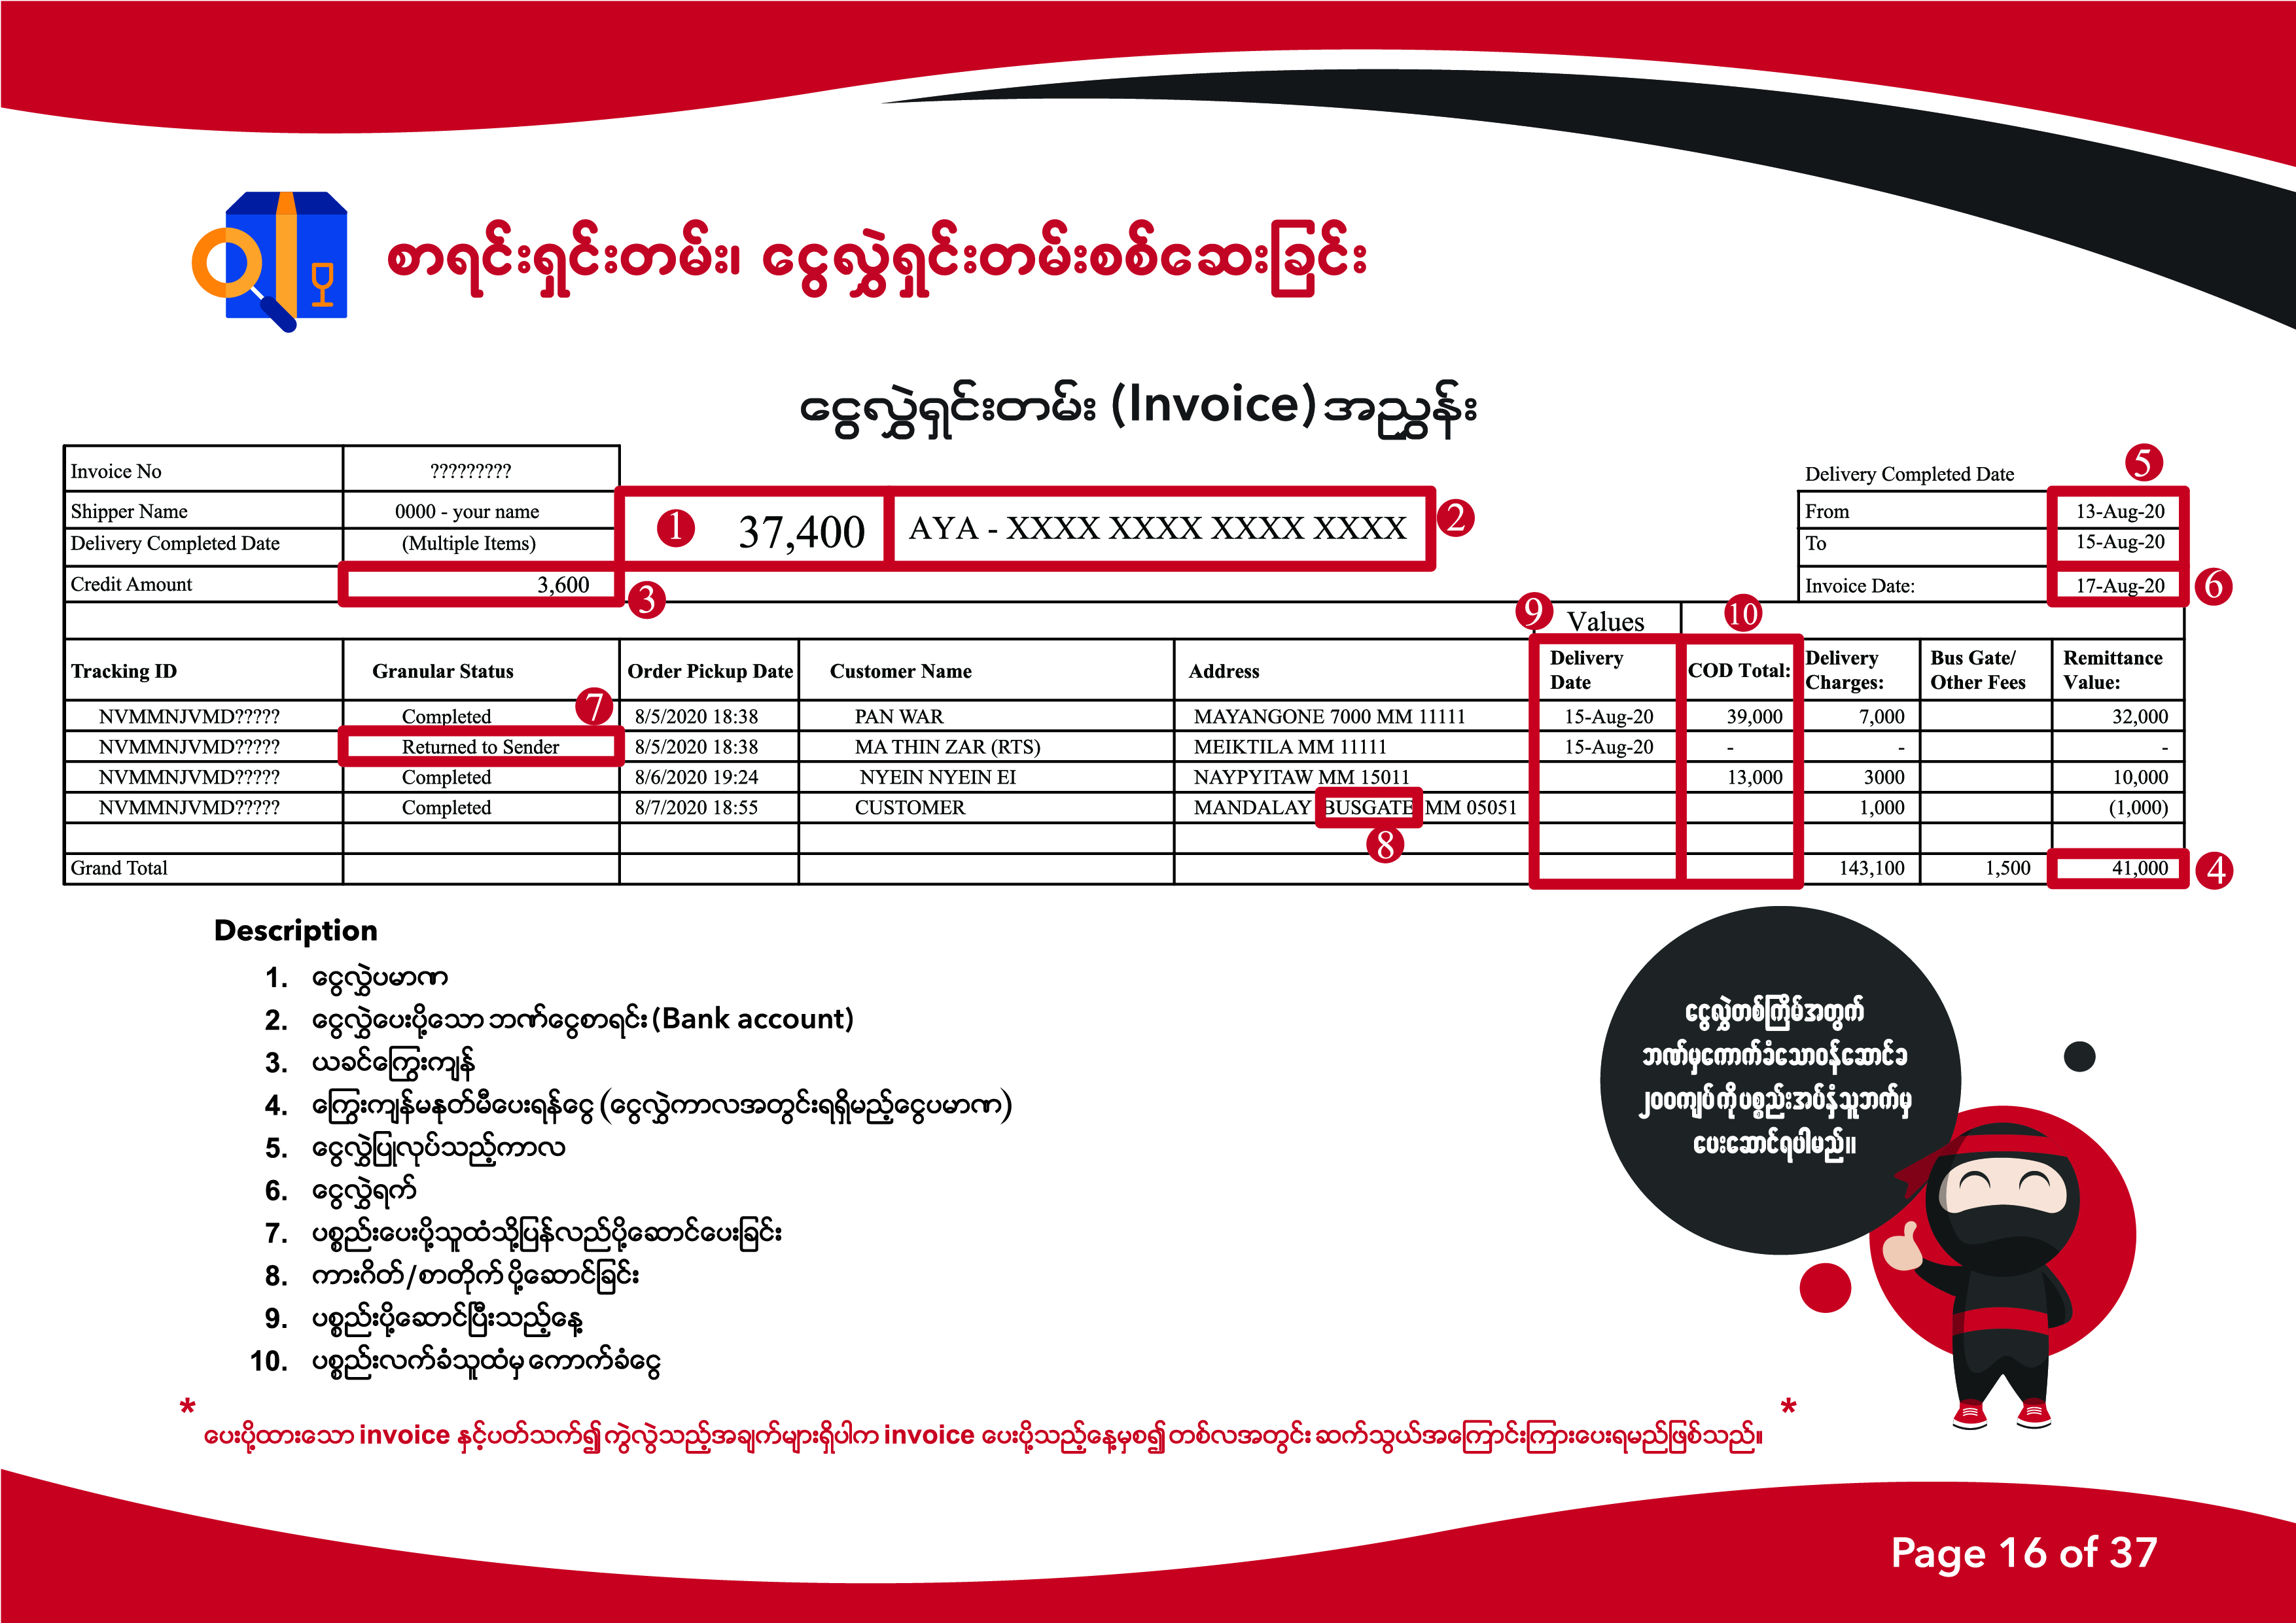 စာရင်းရှင်းတမ်း၊ ငွေလွှဲရှင်းတမ်းစစ်ဆေးခြင်း
ငွေလွှဲရှင်းတမ်း (Invoice) အညွှန်း
Invoice No ?????????
Shipper Name 0000 - your name
Delivery Completed Date (Multiple Items)
Credit Amount 3,600 3
1 37,400 AYA - XXXX XXXX XXXX XXXX 2
Delivery Completed Date 5
From 13-Aug-20
To 15-Aug-20
Invoice Date: 17-Aug-20 6
9 Values 10
Tracking ID Granular Status Order Pickup Date Customer Name Address Delivery Date COD Total: Delivery Charges: Bus Gate/ Other Fees Remittance Value:
NVMMNJVMD????? Completed 7 8/5/2020 18:38 PAN WAR MAYANGONE 7000 MM 11111 15-Aug-20 39,000 7,000 32,000
NVMMNJVMD????? Returned to Sender 8/5/2020 18:38 MA THIN ZAR (RTS) MEIKTILA MM 11111 15-Aug-20 - - -
NVMMNJVMD????? Completed 8/6/2020 19:24 NYEIN NYEIN EI NAYPYITAW MM 15011 13,000 3000 10,000
NVMMNJVMD????? Completed 8/7/2020 18:55 CUSTOMER MANDALAY BUSGATE MM 05051 1,000 (1,000)
8
Grand Total 143,100 1,500 41,000 4
Description
1. ငွေလွှဲပမာဏ
2. ငွေလွှဲပေးပို့သော ဘဏ်ငွေစာရင်း (Bank account)
3. ယခင်ကြွေးကျန်
4. ကြွေးကျန်မနုတ်မီပေးရန်ငွေ (ငွေလွှဲကာလအတွင်းရရှိမည့်ငွေပမာဏ)
5. ငွေလွှဲပြုလုပ်သည့်ကာလ
6. ငွေလွှဲရက်
7. ပစ္စည်းပေးပို့သူထံသို့ပြန်လည်ပို့ဆောင်ပေးခြင်း
8. ကားဂိတ်/စာတိုက် ပို့ဆောင်ခြင်း
9. ပစ္စည်းပို့ဆောင်ပြီးသည့်နေ့
10. ပစ္စည်းလက်ခံသူထံမှ ကောက်ခံငွေ
ငွေလွှဲတစ်ကြိမ်အတွက်
ဘဏ်မှကောက်ခံသောဝန်ဆောင်ခ
၂၀၀ကျပ်ကိုပစ္စည်းအပ်နှံသူဘက်မှ
ပေးဆောင်ရပါမည်။
* ပေးပို့ထားသော invoice နှင့်ပတ်သက်၍ ကွဲလွဲသည့်အချက်များရှိပါက invoice ပေးပို့သည့်နေ့မှစ၍ တစ်လအတွင်း ဆက်သွယ်အကြောင်းကြားပေးရမည်ဖြစ်သည်။ *
Page 16 of 37